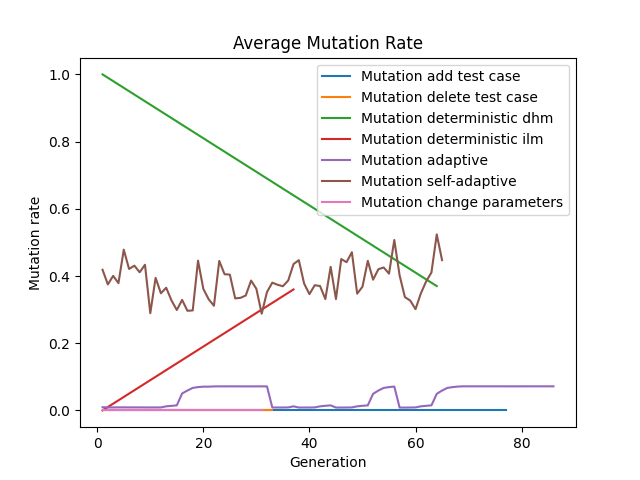 Average Mutation Rate
Mutation add test case
Mutation delete test case
Mutation deterministic dhm
Mutation deterministic ilm
Mutation adaptive
Mutation self-adaptive
Mutation change parameters
Mutation rate
1.0
0.8
0.6
0.4
0.2
0.0
0 20 40 60 80
Generation